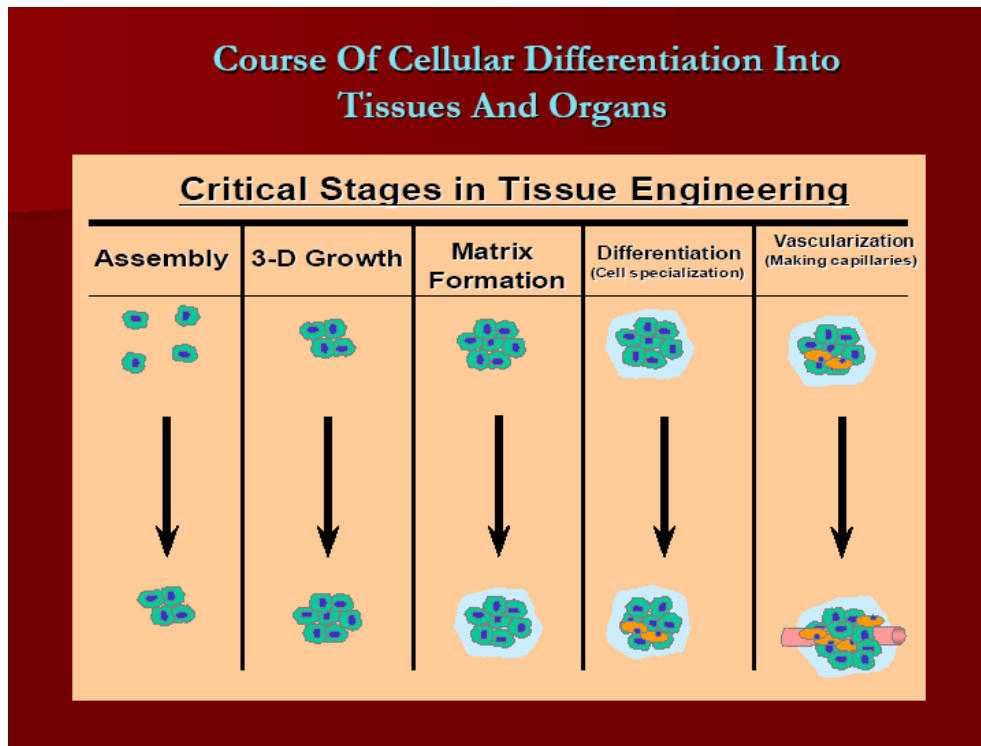 Course Of Cellular Differentiation Into
Tissues And Organs
Critical Stages in Tissue Engineering
Assembly
3-D Growth
Matrix
Formation
Differentiation
(Cell specialization)
Vascularization
(Making capillaries)